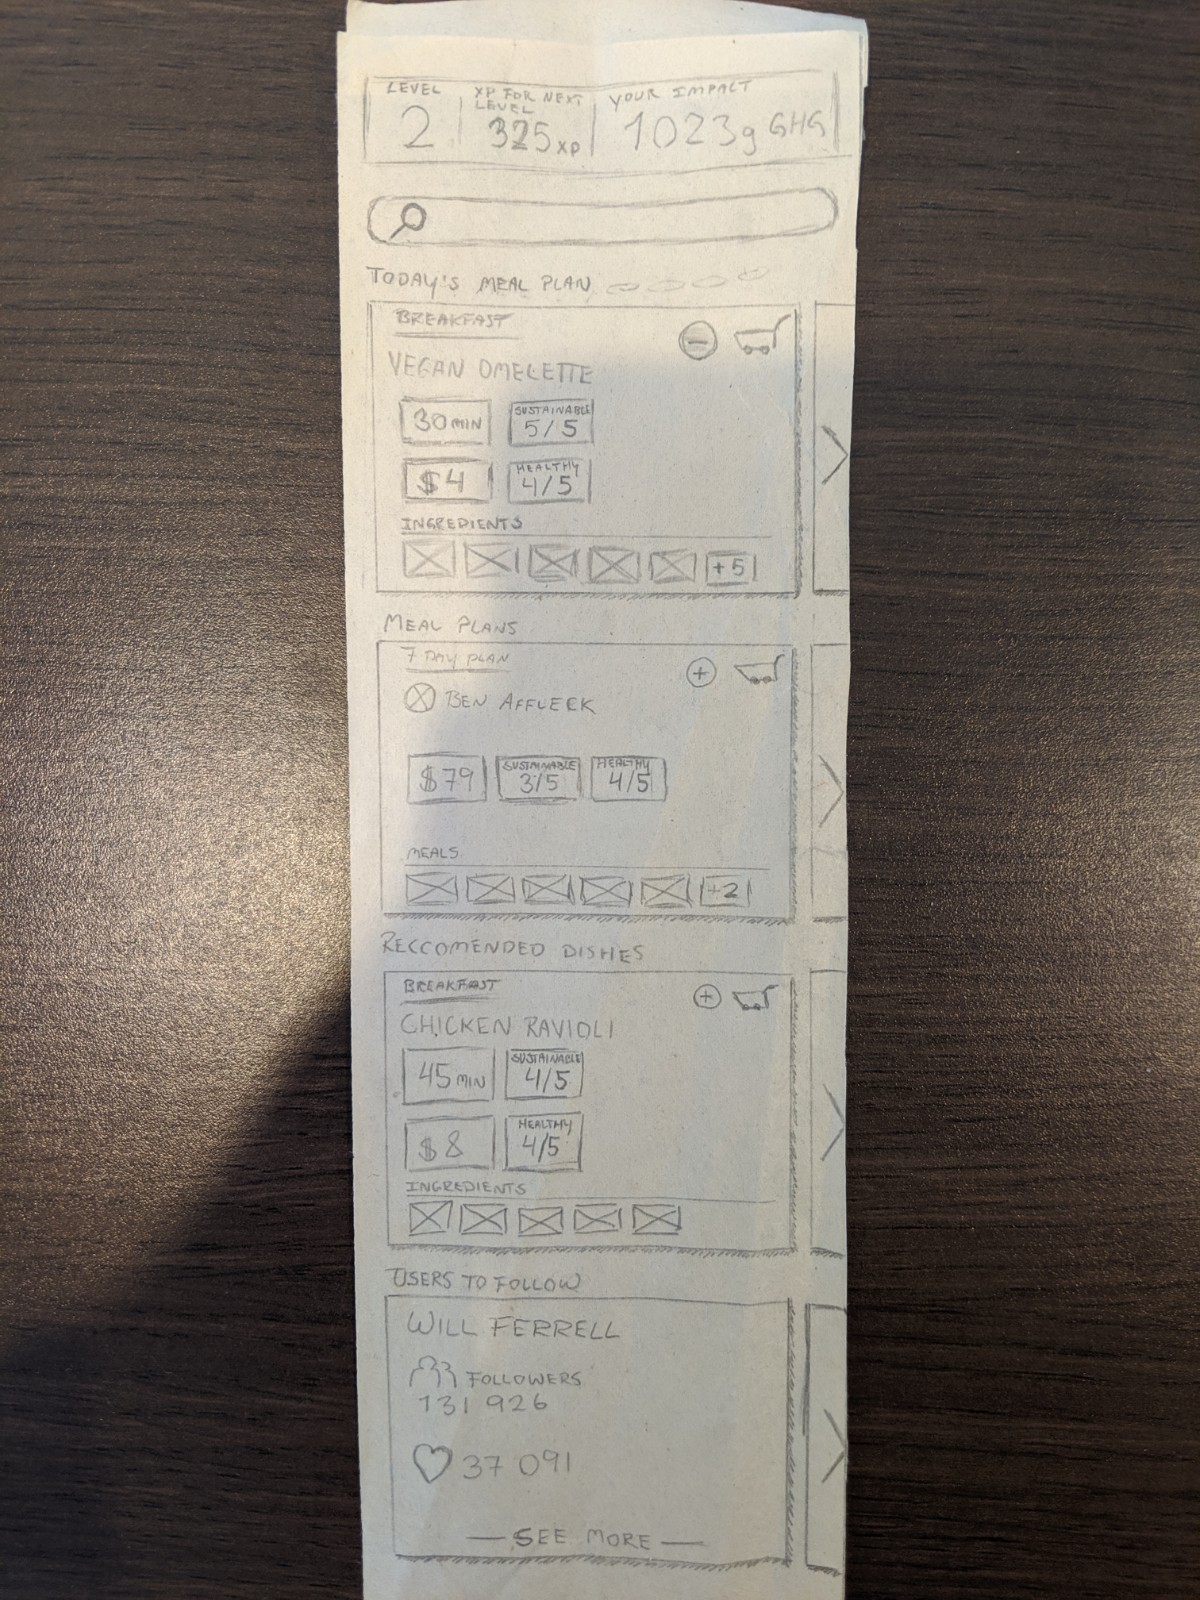 LEVEL
2
XP FOR NEXT
LEVEL
325 XP
YOUR IMPACT
1023g GHG
TODAY'S MEAL PLAN
BREAKFAST
VEGAN OMELETTE
30 MIN
SUSTAINABLE
5/5
$4
HEALTHY
4/5
INGREDIENTS
+5
MEAL PLANS
7 DAY PLAN
BEN AFFLECK
$79
SUSTAINABLE
3/5
HEALTHY
4/5
MEALS
+2
RECCOMENDED DISHES
BREAKFAST
CHICKEN RAVIOLI
45 MIN
SUSTAINABLE
4/5
$8
HEALTHY
4/5
INGREDIENTS
USERS TO FOLLOW
WILL FERRELL
FOLLOWERS
131 926
37 091
— SEE MORE —